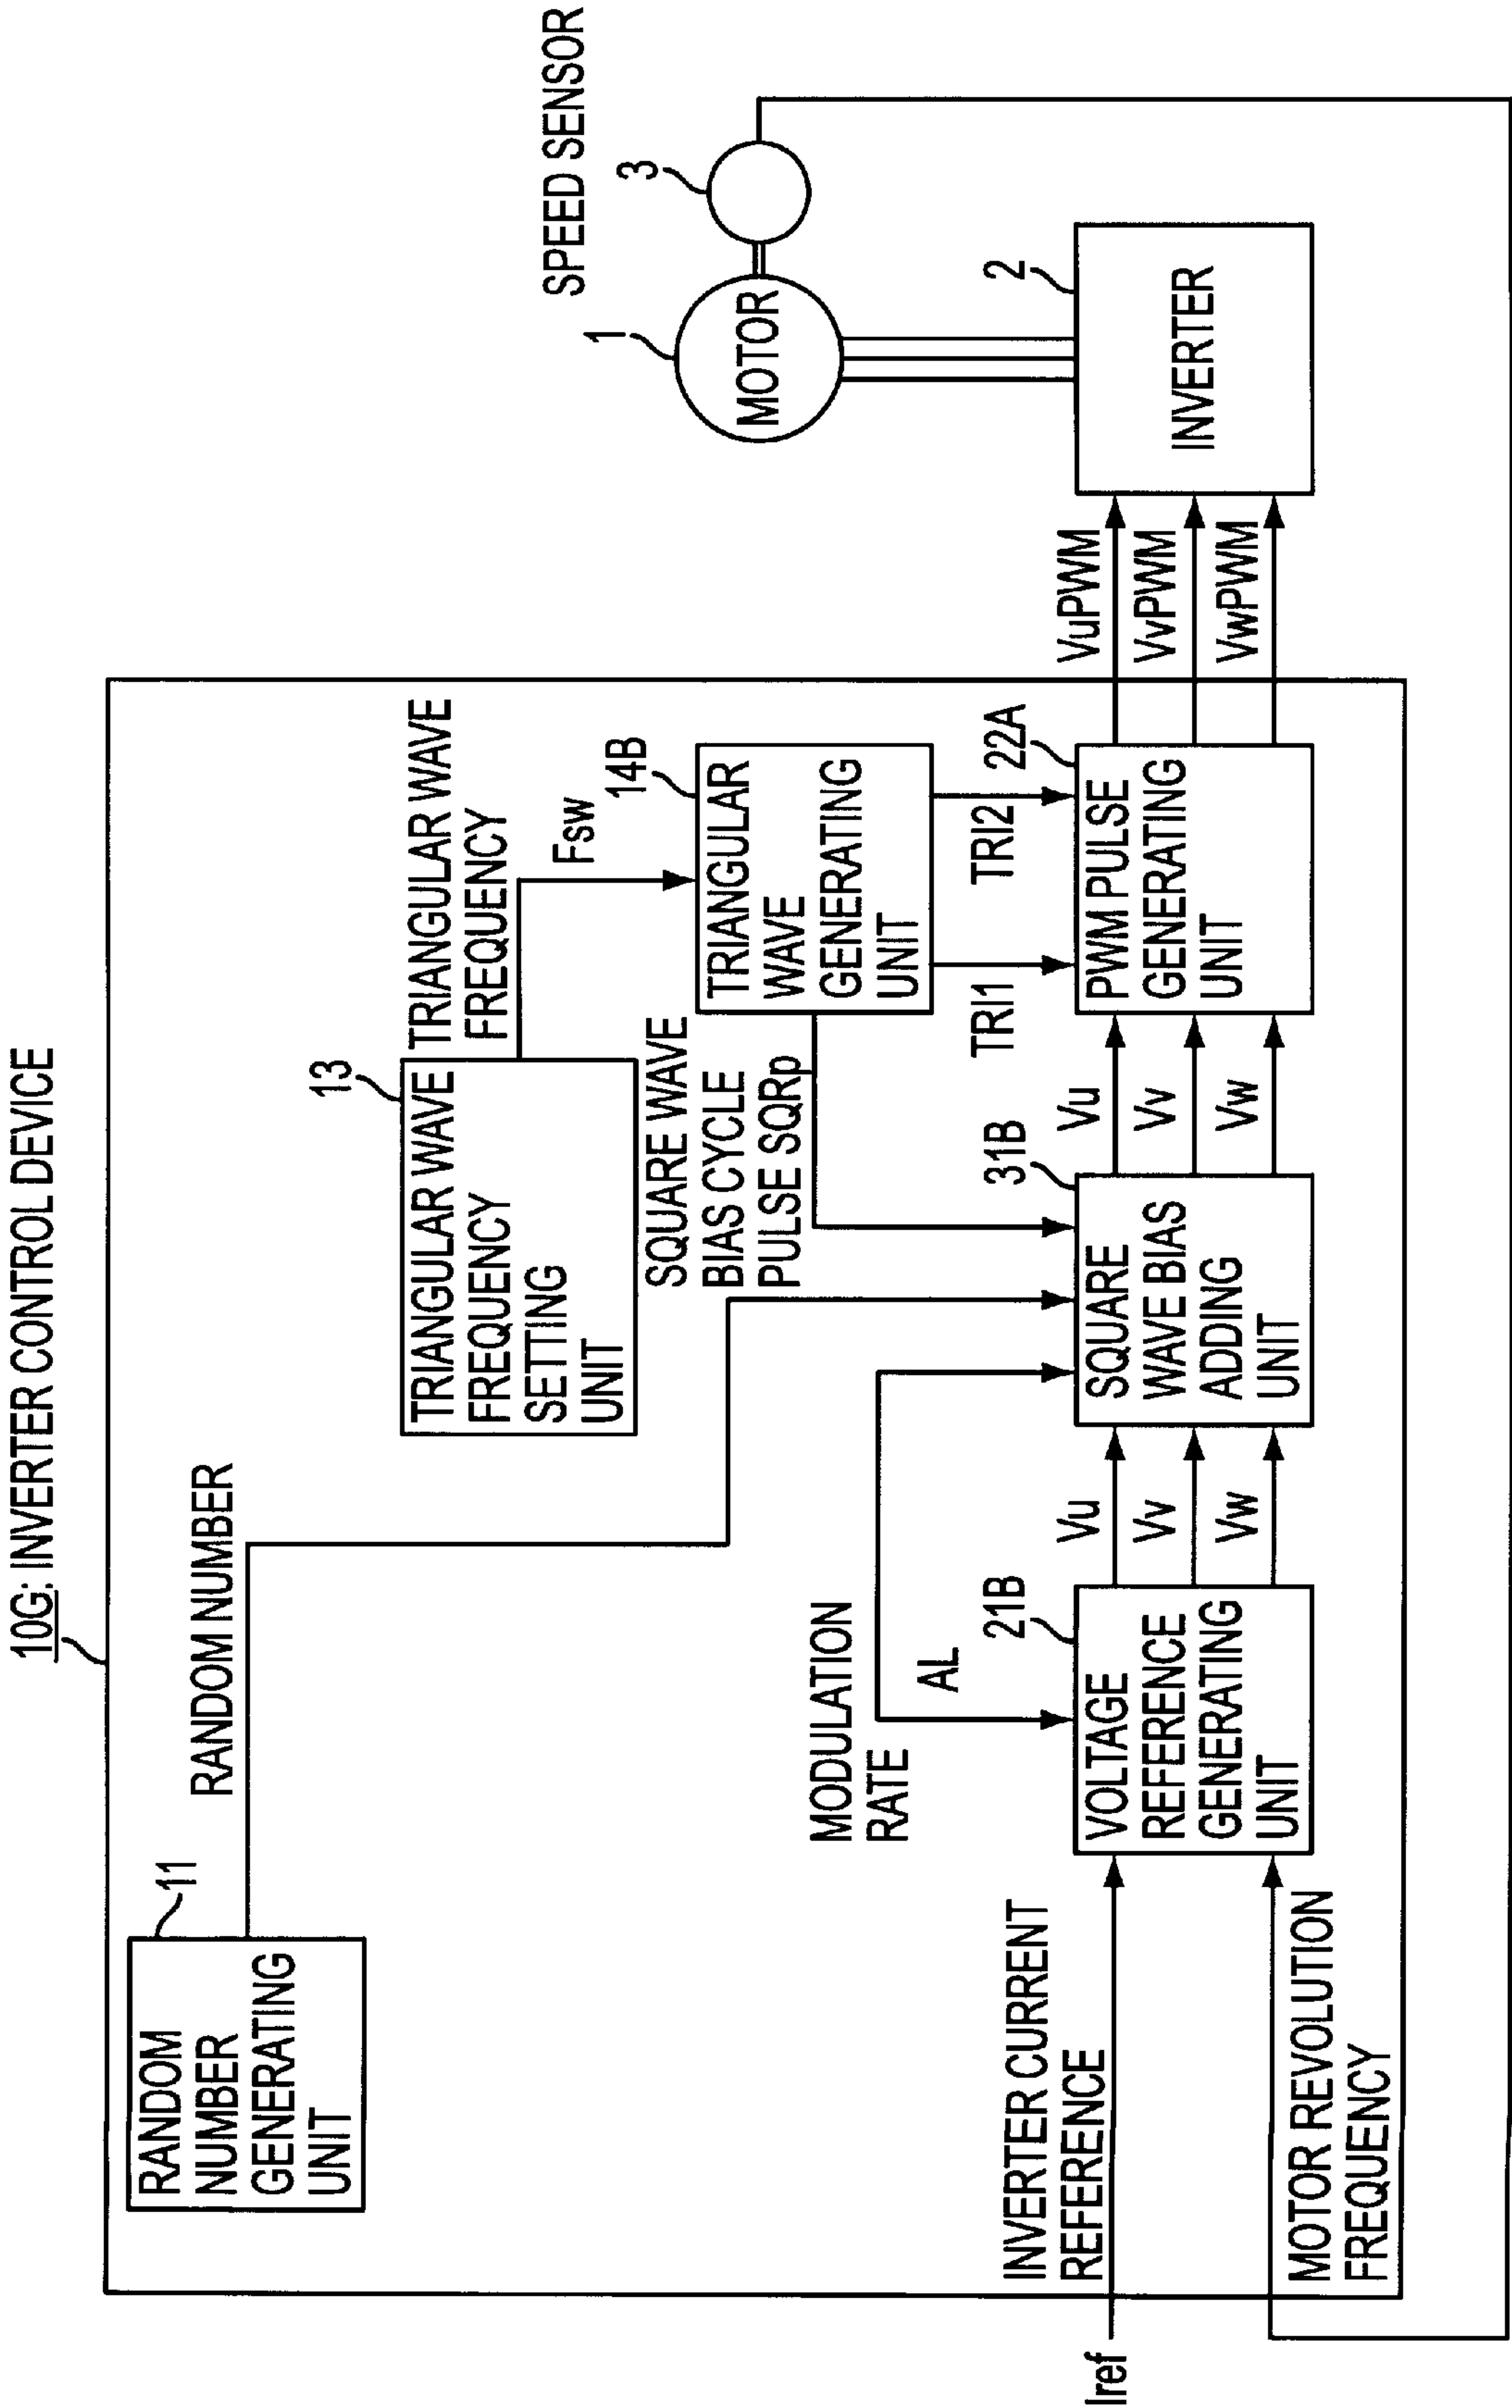 10G: INVERTER CONTROL DEVICE
RANDOM
NUMBER
GENERATING
UNIT
11
RANDOM NUMBER
13
TRIANGULAR WAVE
FREQUENCY
SETTING
UNIT
TRIANGULAR WAVE
FREQUENCY
Fsw
14B
TRIANGULAR
WAVE
GENERATING
UNIT
SQUARE WAVE
BIAS CYCLE
PULSE SQRp
TRI1
TRI2
MODULATION
RATE
AL
INVERTER CURRENT
REFERENCE
Iref
MOTOR REVOLUTION
FREQUENCY
21B
VOLTAGE
REFERENCE
GENERATING
UNIT
Vu
Vv
Vw
31B
SQUARE
WAVE BIAS
ADDING
UNIT
Vu
Vv
Vw
22A
PWM PULSE
GENERATING
UNIT
VuPWM
VvPWM
VwPWM
2
INVERTER
1
MOTOR
3
SPEED SENSOR